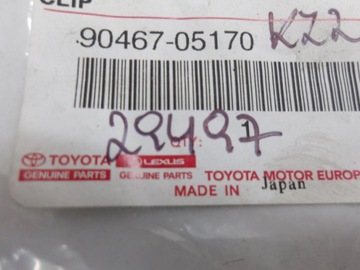 CLIP
90467-05170 KZ2
29497
QTY: 1
TOYOTA LEXUS
GENUINE PARTS GENUINE PARTS TOYOTA MOTOR EUROP
MADE IN Japan